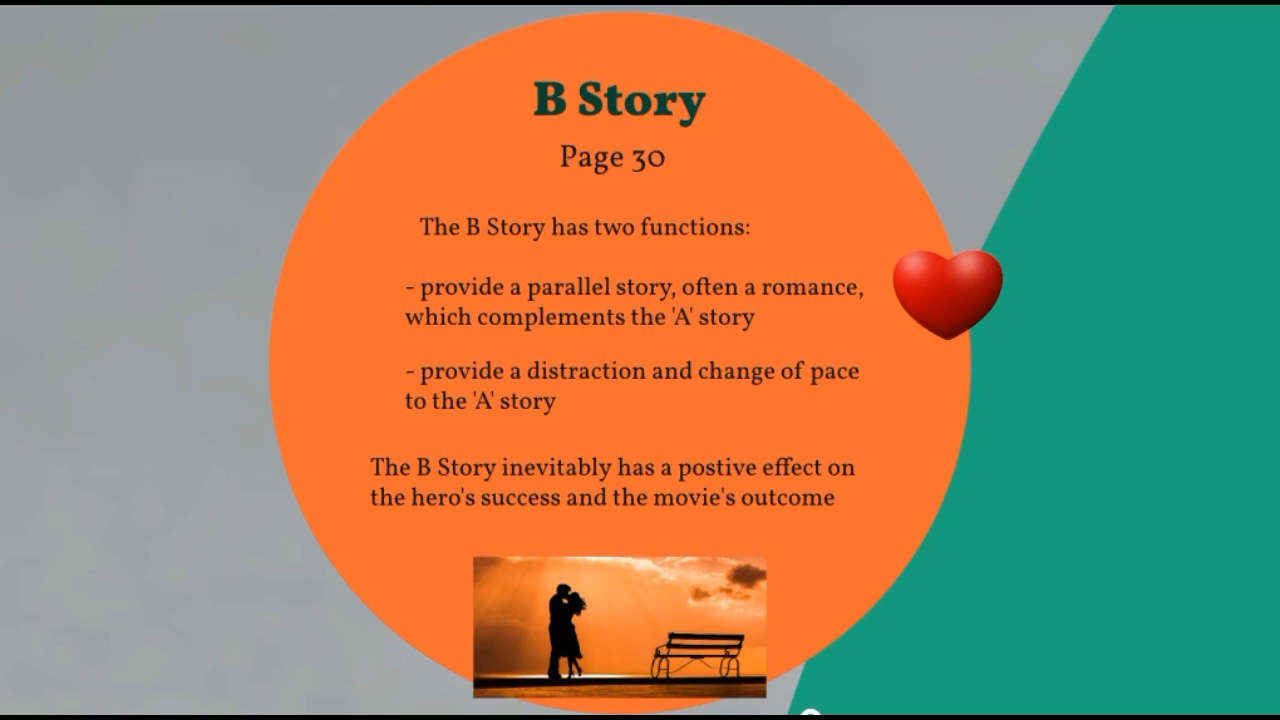 B Story
Page 30
The B Story has two functions:
- provide a parallel story, often a romance,
which complements the 'A' story
- provide a distraction and change of pace
to the 'A' story
The B Story inevitably has a postive effect on
the hero's success and the movie's outcome